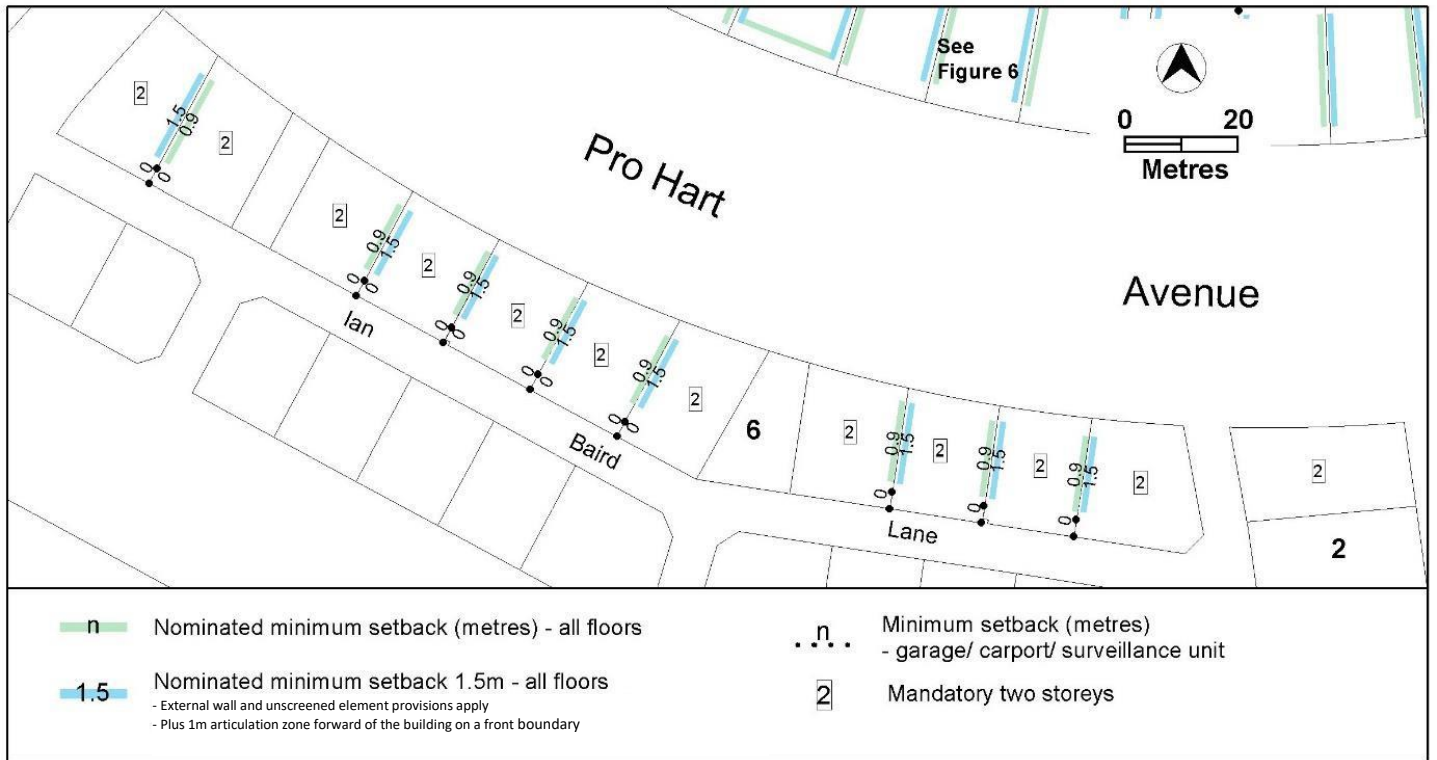 See
Figure 6
0 20
Metres
Pro Hart
Avenue
2
1.5
0.9
2
0
0
2
0.9
1.5
2
0
0
Ian
0.9
1.5
2
0
0
0.9
1.5
2
0
0
0.9
1.5
2
0
0
Baird
6
2
0.9
1.5
2
0
Lane
0.9
1.5
2
0
0.9
1.5
2
0
2
2
n Nominated minimum setback (metres) - all floors
1.5 Nominated minimum setback 1.5m - all floors
- External wall and unscreened element provisions apply
- Plus 1m articulation zone forward of the building on a front boundary
n Minimum setback (metres)
- garage/ carport/ surveillance unit
2 Mandatory two storeys